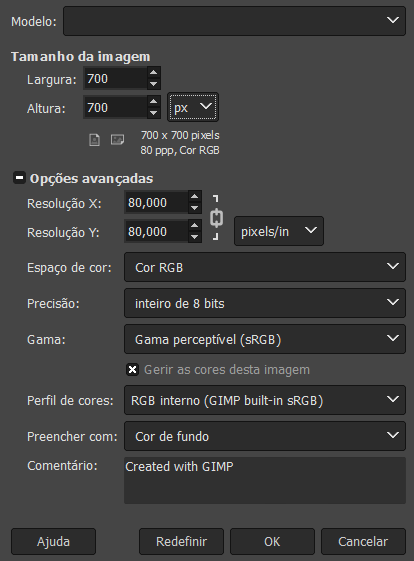 Modelo:
Tamanho da imagem
Largura: 700
Altura: 700 px
700 x 700 pixels
80 ppp, Cor RGB
Opções avançadas
Resolução X: 80,000
Resolução Y: 80,000 pixels/in
Espaço de cor: Cor RGB
Precisão: inteiro de 8 bits
Gama: Gama perceptível (sRGB)
Gerir as cores desta imagem
Perfil de cores: RGB interno (GIMP built-in sRGB)
Preencher com: Cor de fundo
Comentário: Created with GIMP
Ajuda Redefinir OK Cancelar